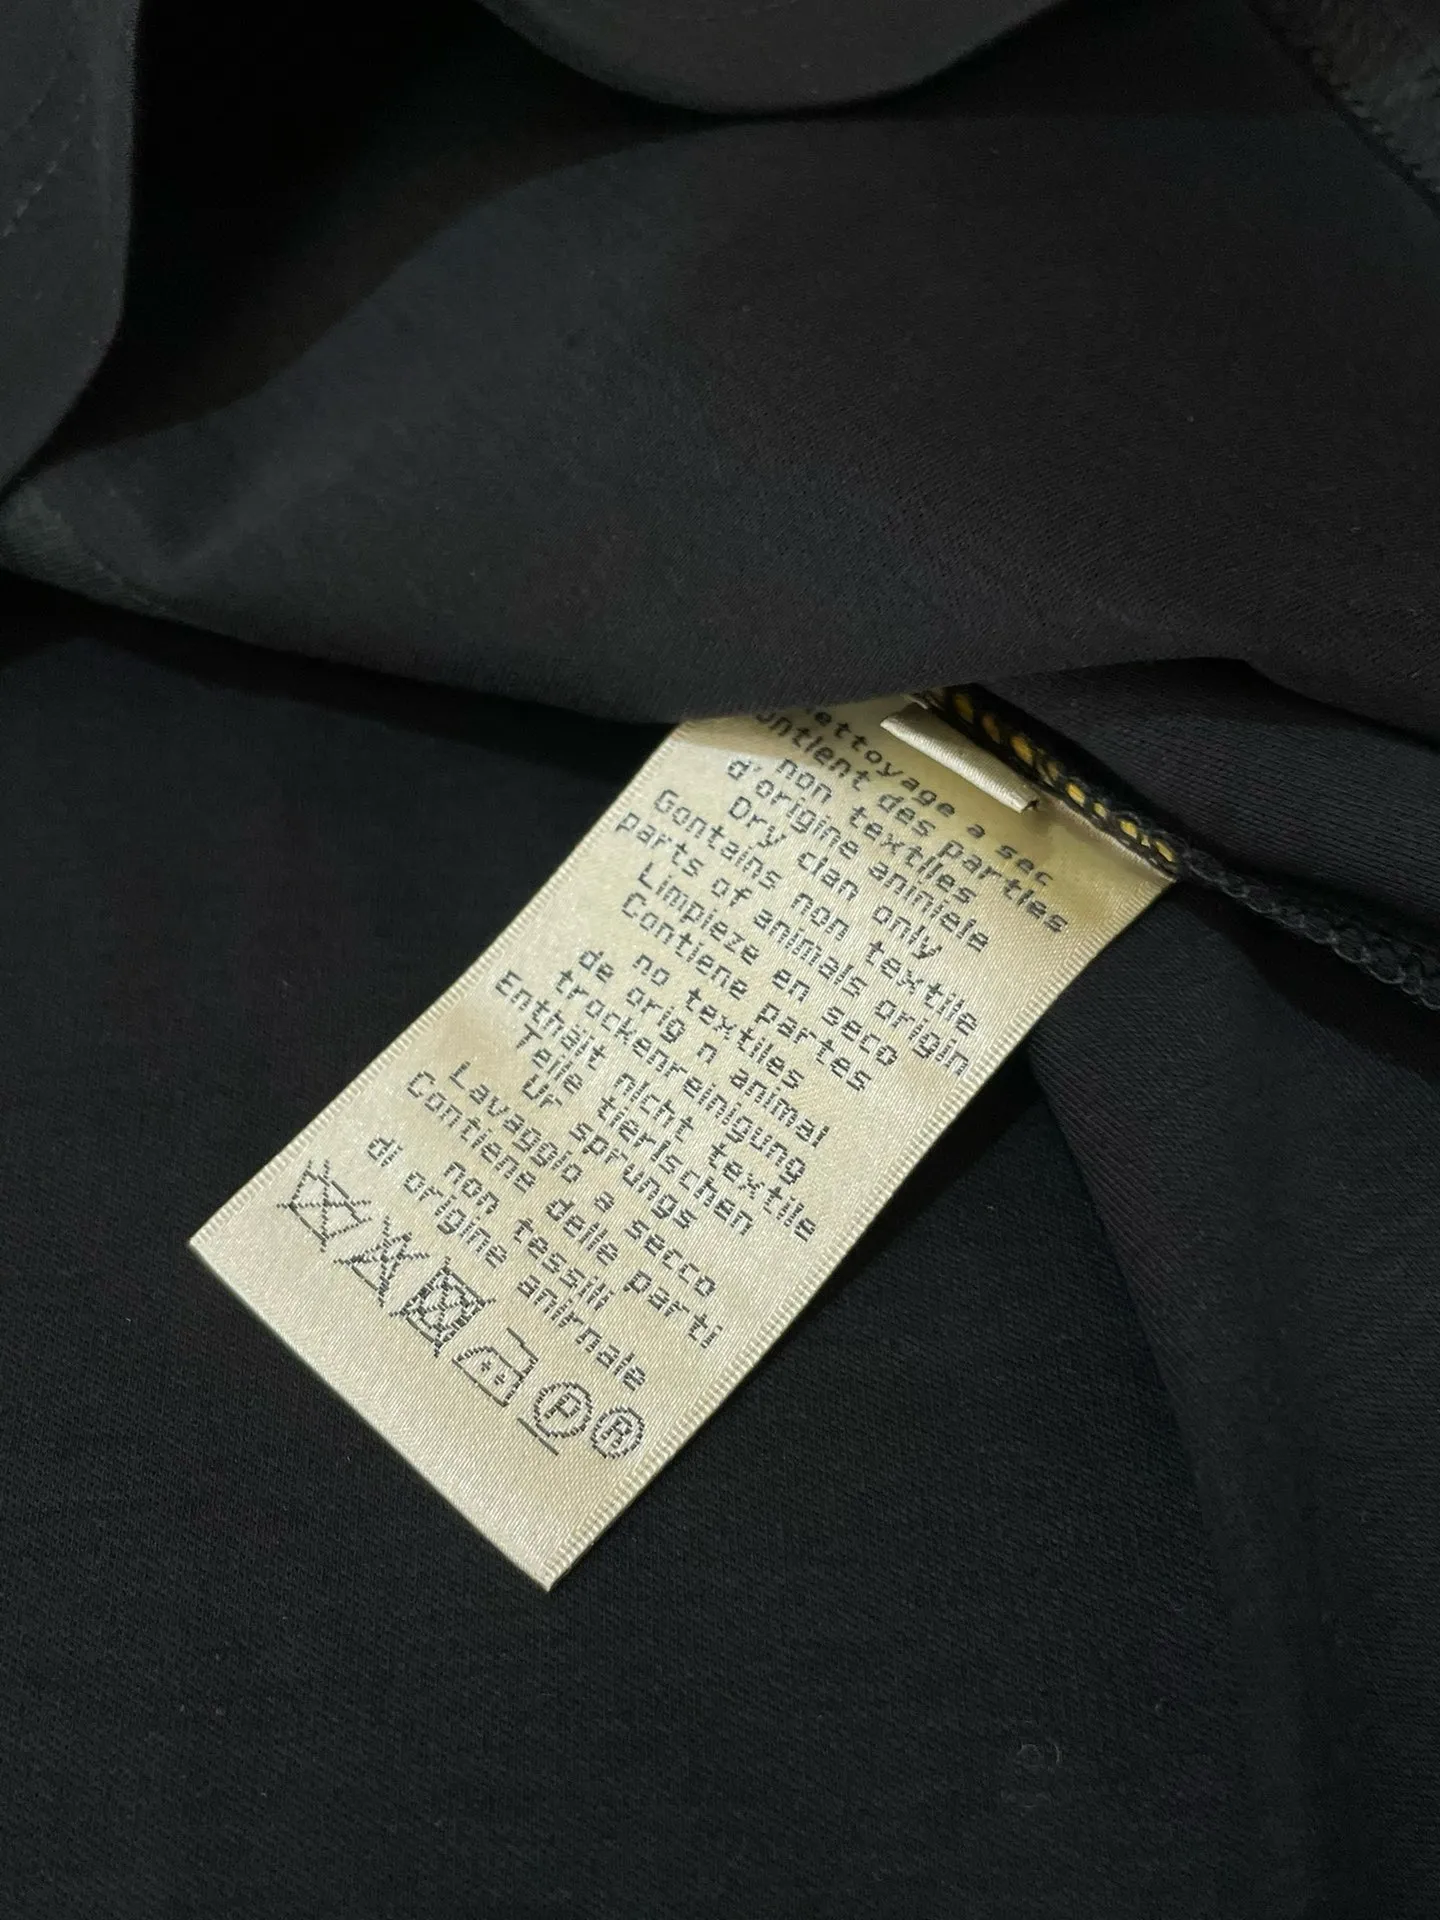 nettoyage a sec
ontient des parties
non textiles
d'origine aniniele
Dry clan only
Gontains non textile
parts of animals origin
Limpieze en seco
Contiene partes
no textiles
de orig n animal
trockenreinigung
Enthait nicht textile
Teile tierischen
Ur sprungs
Lavaggio a secco
Contiene delle parti
non tessili
di origine anirnale
P R